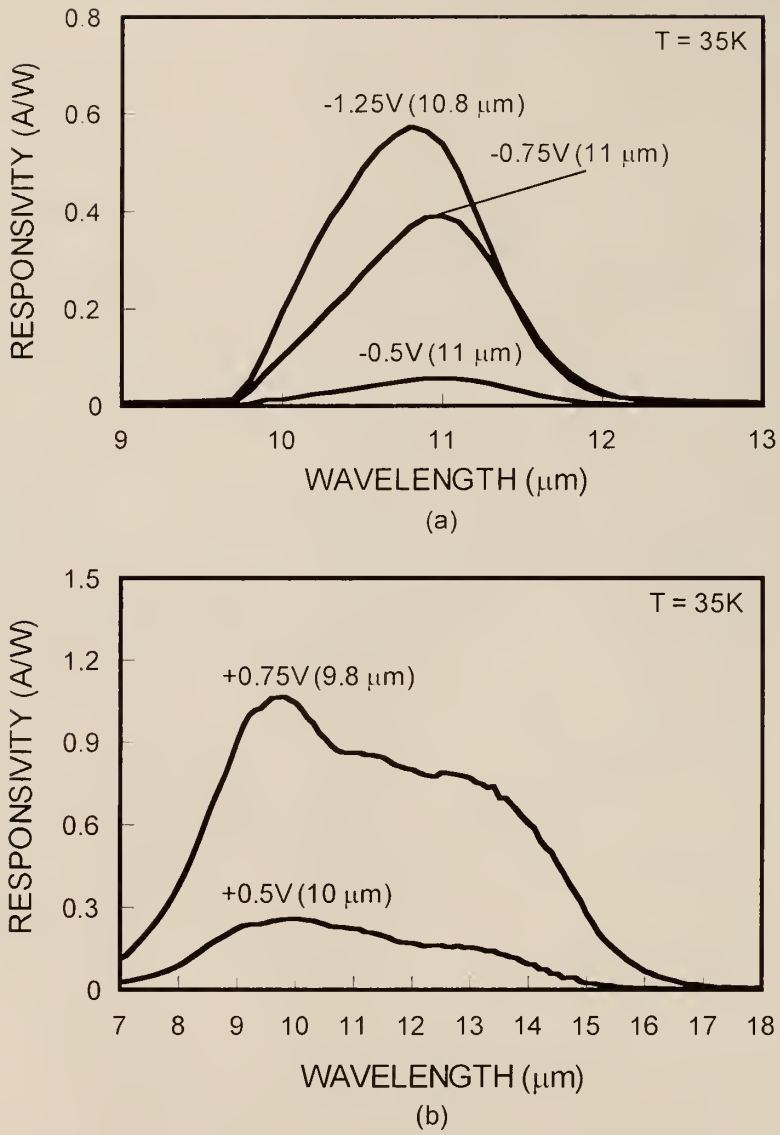 0.8
T = 35K
-1.25V (10.8 μm)
0.6
-0.75V (11 μm)
0.4
0.2
-0.5V (11 μm)
0
9 10 11 12 13
RESPONSIVITY (A/W)
WAVELENGTH (μm)
(a)
1.5
T = 35K
1.2
+0.75V (9.8 μm)
0.9
0.6
+0.5V (10 μm)
0.3
0
7 8 9 10 11 12 13 14 15 16 17 18
RESPONSIVITY (A/W)
WAVELENGTH (μm)
(b)